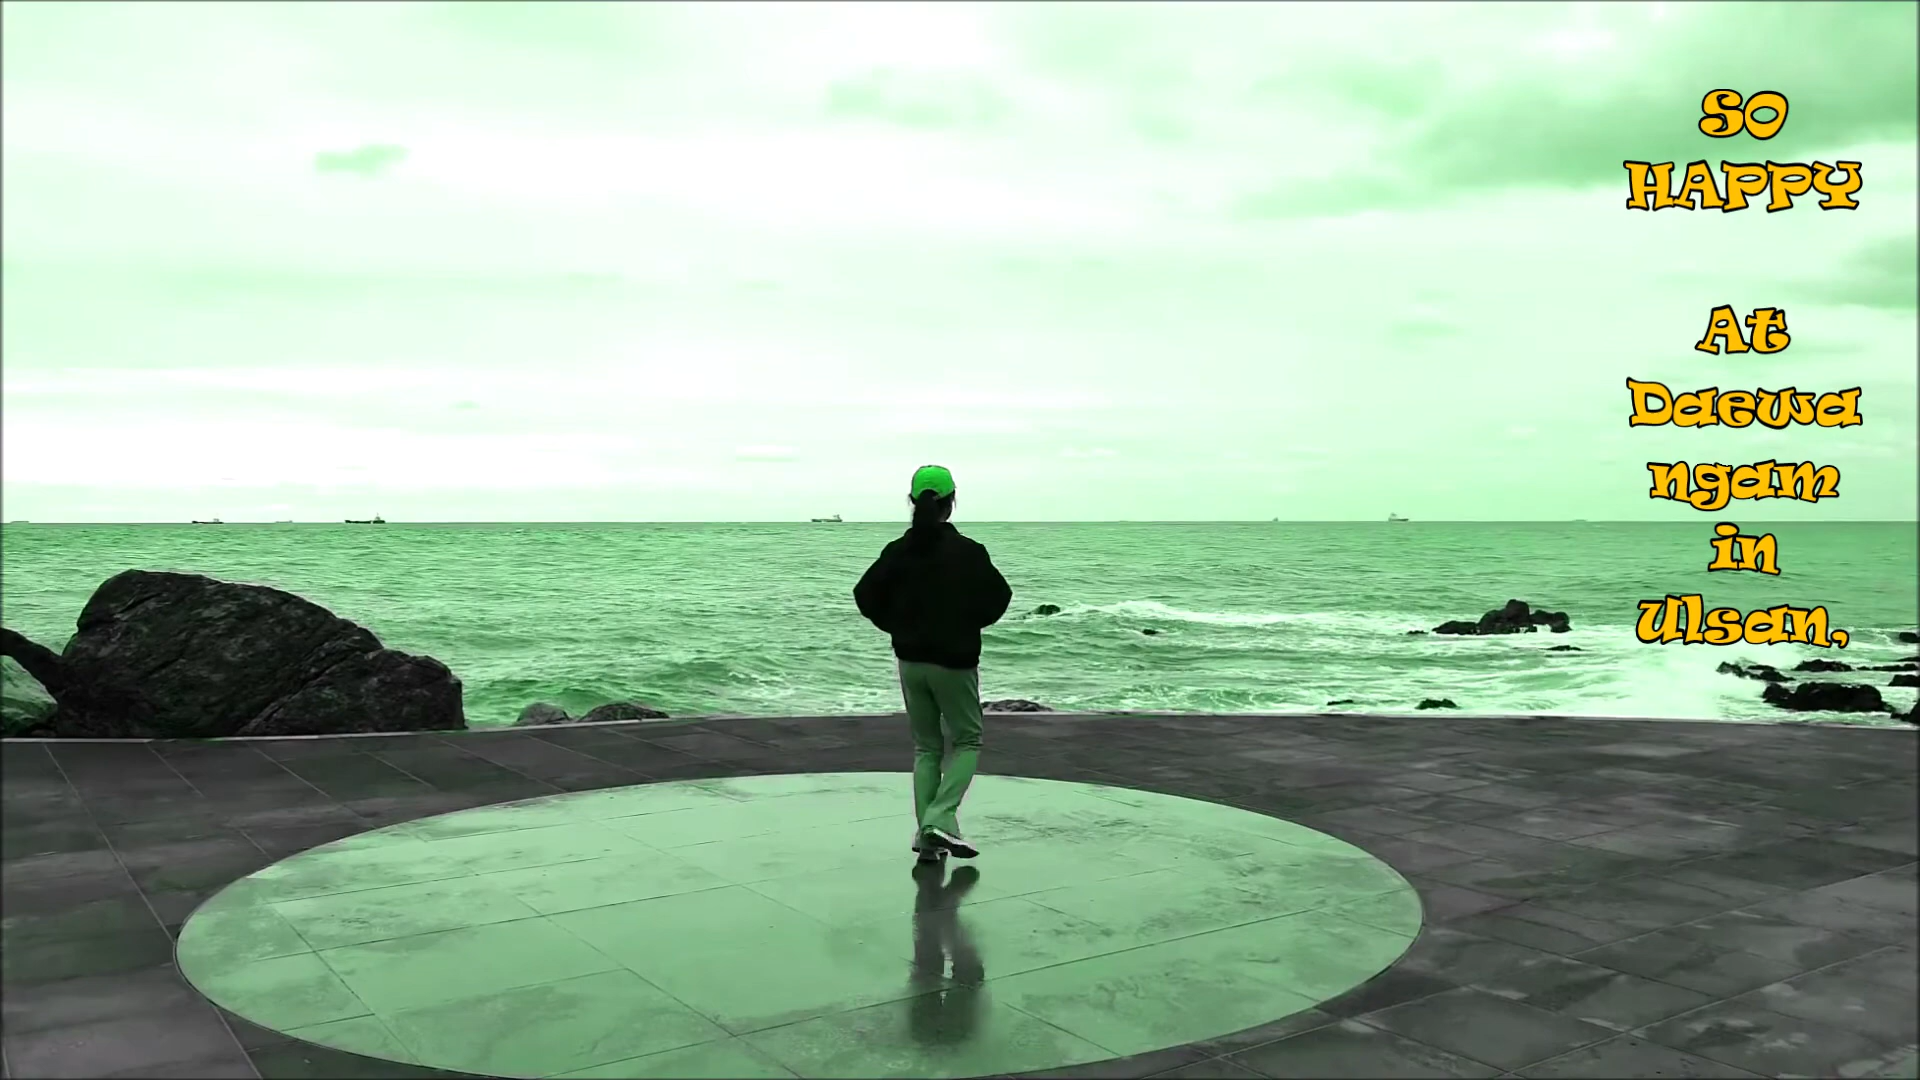 SO
HAPPY
At
Daewa
ngam
in
Ulsan,